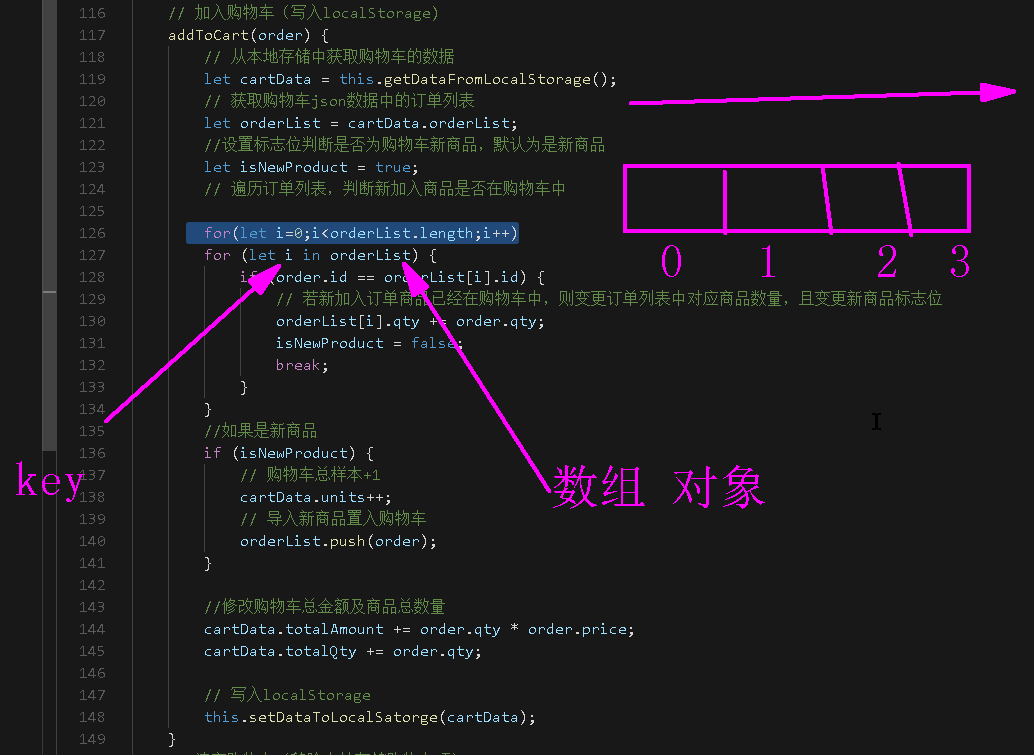 116 // 加入购物车（写入localStorage）
117 addToCart(order) {
118 // 从本地存储中获取购物车的数据
119 let cartData = this.getDataFromLocalStorage();
120 // 获取购物车json数据中的订单列表
121 let orderList = cartData.orderList;
122 //设置标志位判断是否为购物车新商品，默认为是新商品
123 let isNewProduct = true;
124 // 遍历订单列表，判断新加入商品是否在购物车中
125
126 for(let i=0;i<orderList.length;i++)
0 1 2 3
127 for (let i in orderList) {
128 if (order.id == orderList[i].id) {
129 // 若新加入订单商品已经在购物车中，则变更订单列表中对应商品数量，且变更新商品标志位
130 orderList[i].qty += order.qty;
131 isNewProduct = false;
132 break;
133 }
134 }
135 //如果是新商品
136 if (isNewProduct) {
key
数组 对象
137 // 购物车总样本+1
138 cartData.units++;
139 // 导入新商品置入购物车
140 orderList.push(order);
141 }
142
143 //修改购物车总金额及商品总数量
144 cartData.totalAmount += order.qty * order.price;
145 cartData.totalQty += order.qty;
146
147 // 写入localStorage
148 this.setDataToLocalSatorge(cartData);
149 }